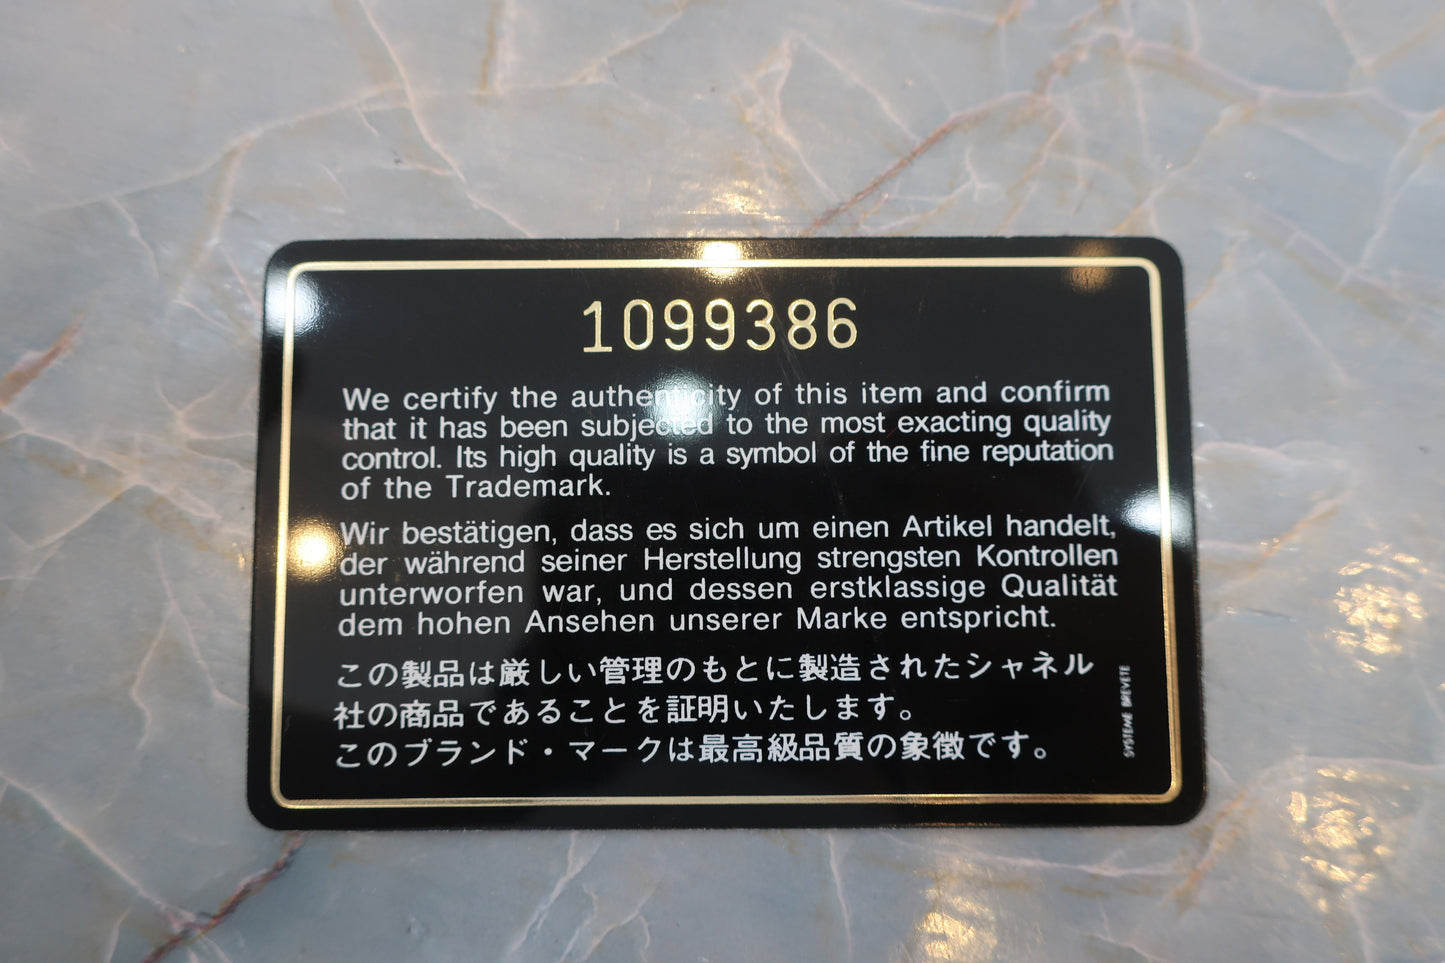 1099386
We certify the authenticity of this item and confirm
that it has been subjected to the most exacting quality
control. Its high quality is a symbol of the fine reputation
of the Trademark.
Wir bestätigen, dass es sich um einen Artikel handelt,
der während seiner Herstellung strengsten Kontrollen
unterworfen war, und dessen erstklassige Qualität
dem hohen Ansehen unserer Marke entspricht.
この製品は厳しい管理のもとに製造されたシャネル
社の商品であることを証明いたします。
このブランド・マークは最高級品質の象徴です。
SYSTEME BREVETE